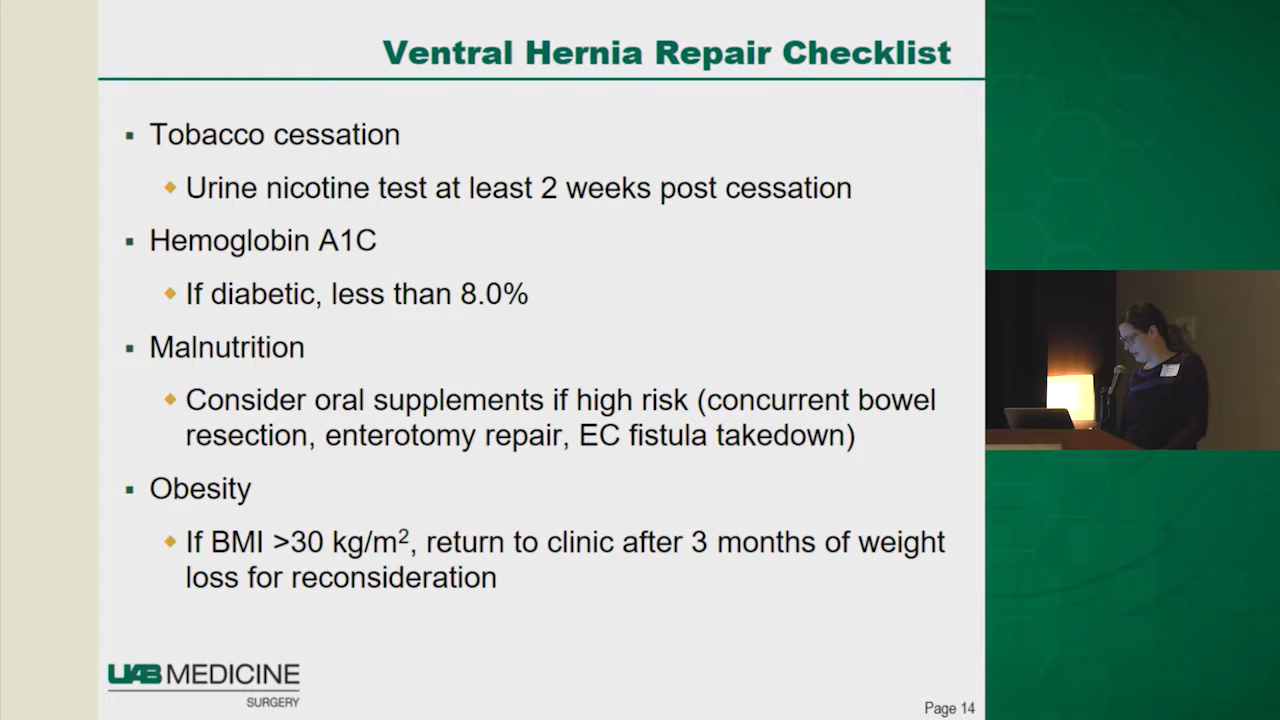 Ventral Hernia Repair Checklist
▪ Tobacco cessation
◆ Urine nicotine test at least 2 weeks post cessation
▪ Hemoglobin A1C
◆ If diabetic, less than 8.0%
▪ Malnutrition
◆ Consider oral supplements if high risk (concurrent bowel
resection, enterotomy repair, EC fistula takedown)
▪ Obesity
◆ If BMI >30 kg/m², return to clinic after 3 months of weight
loss for reconsideration
UAB MEDICINE
SURGERY
Page 14